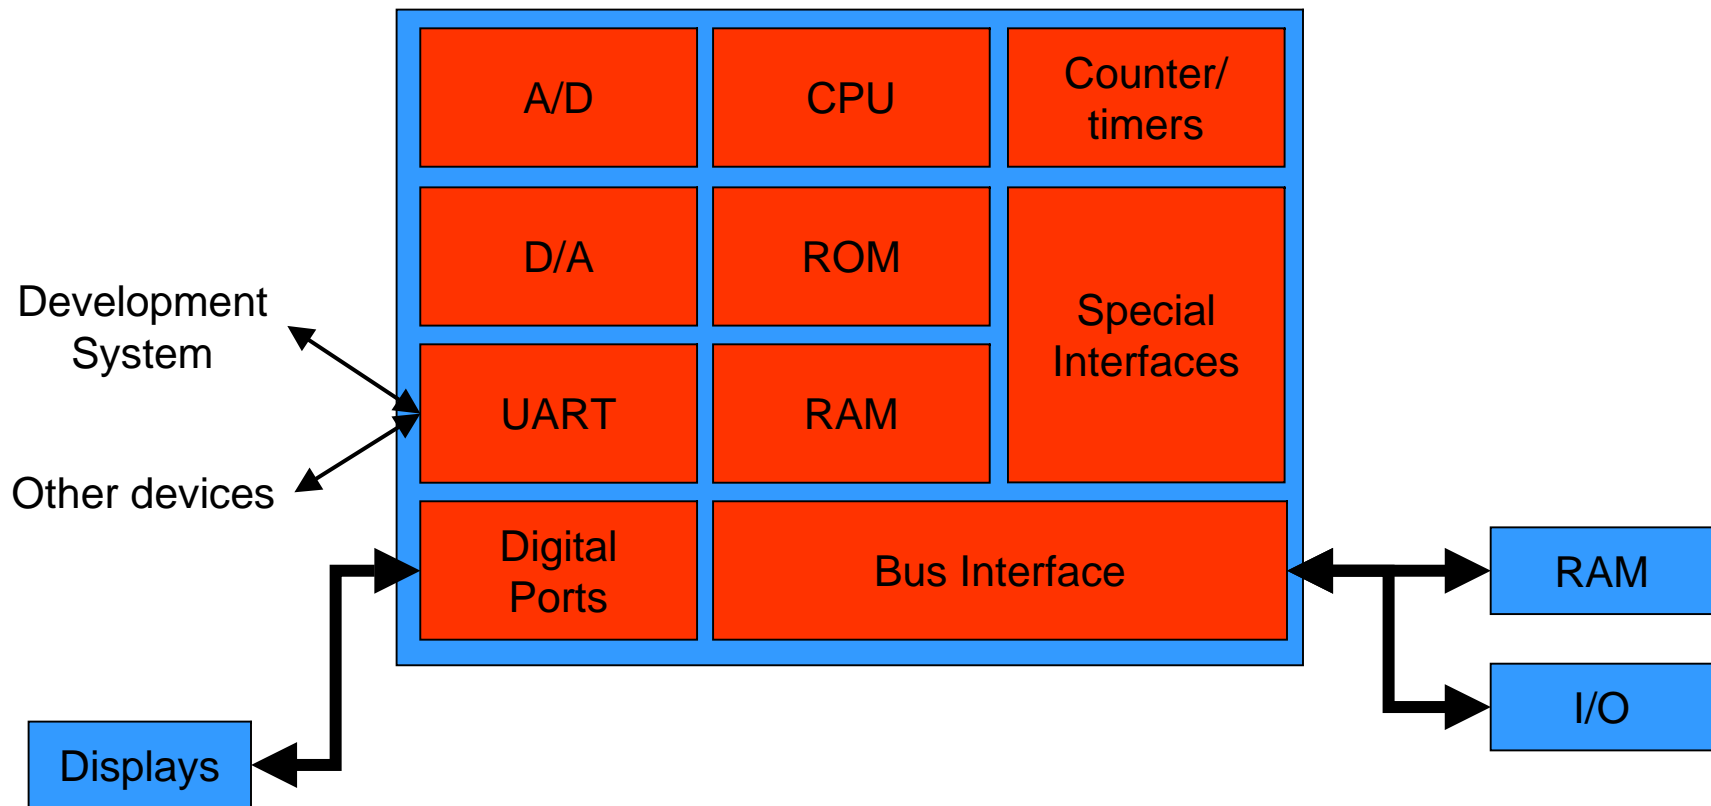 A/D
CPU
Counter/
timers
D/A
ROM
Special
Interfaces
Development
System
UART
RAM
Other devices
Digital
Ports
Bus Interface
RAM
I/O
Displays